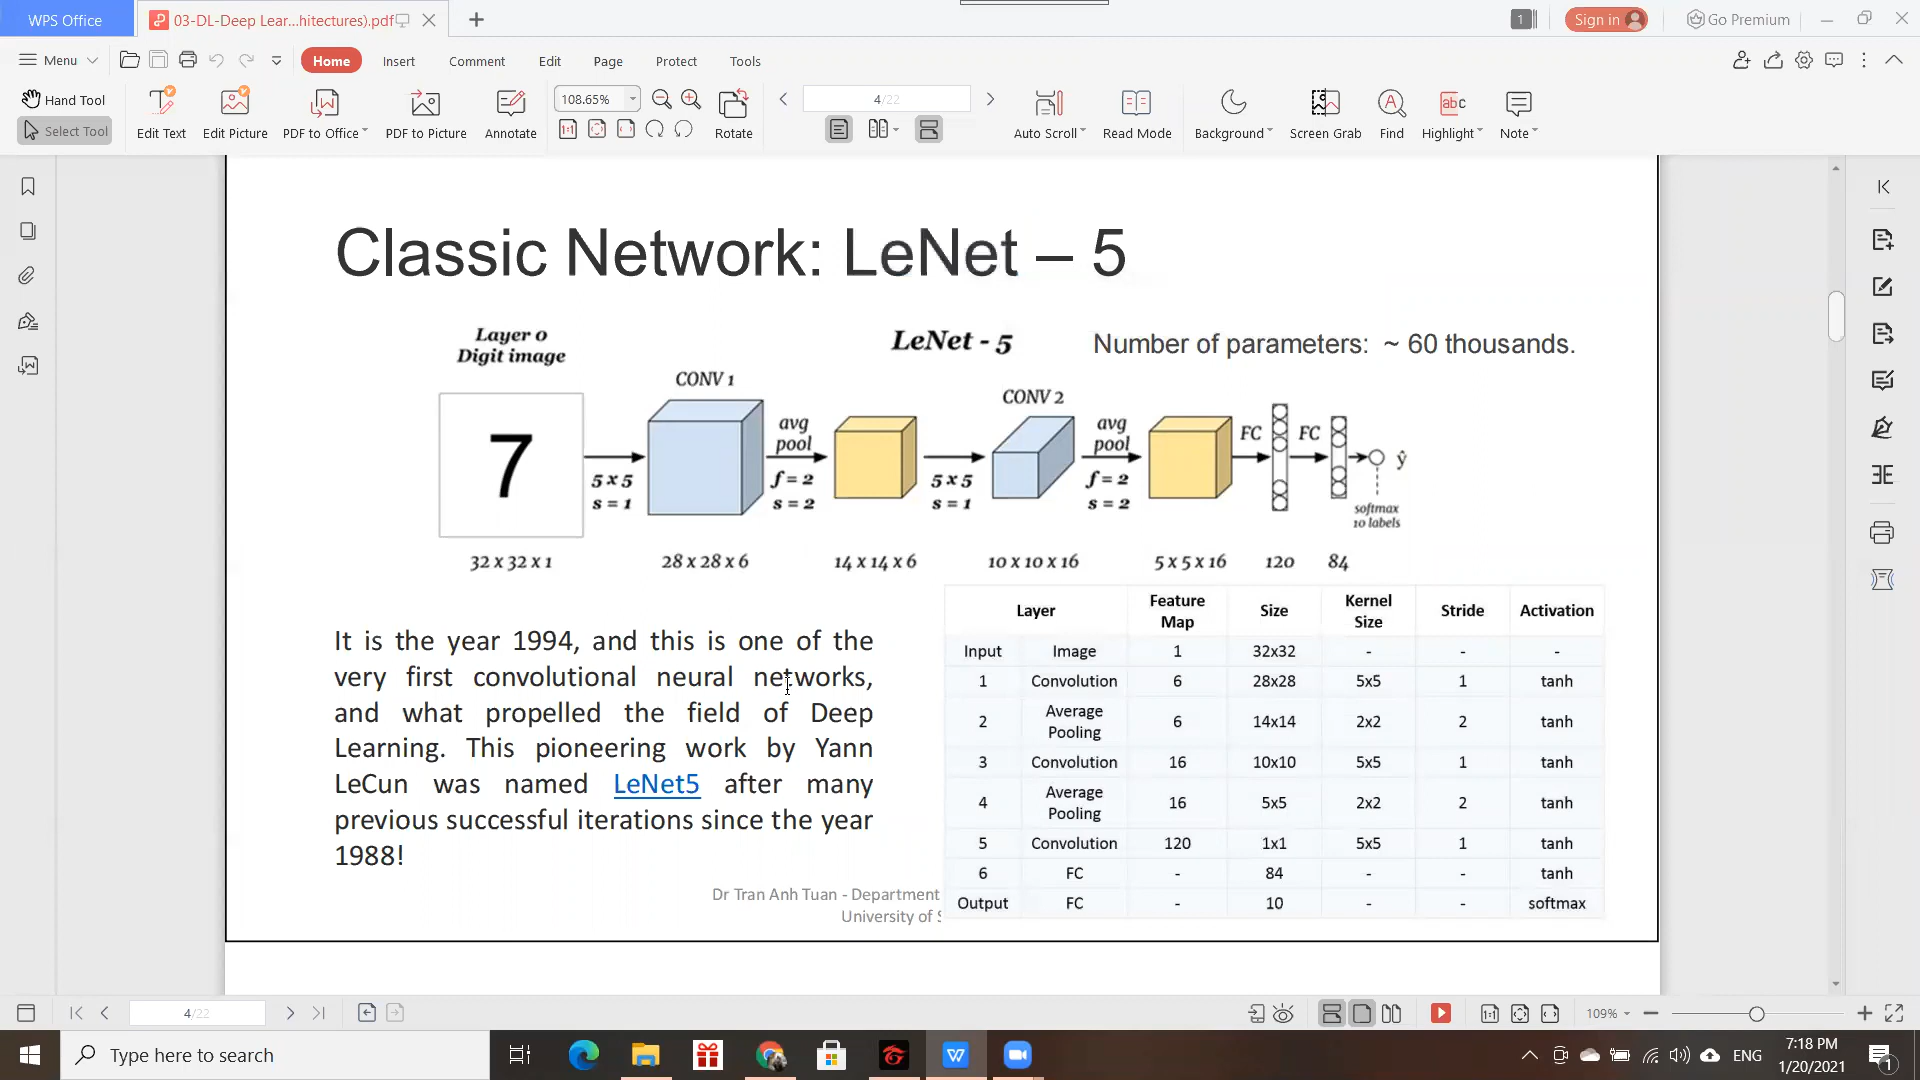 WPS Office
03-DL-Deep Lear...hitectures).pdf
1
Sign in
Go Premium
Menu
Home
Insert
Comment
Edit
Page
Protect
Tools
Hand Tool
Select Tool
Edit Text
Edit Picture
PDF to Office
PDF to Picture
Annotate
108.65%
Rotate
4/22
Auto Scroll
Read Mode
Background
Screen Grab
Find
Highlight
Note
Classic Network: LeNet – 5
Layer 0
Digit image
LeNet - 5
Number of parameters: ~ 60 thousands.
CONV 1
CONV 2
7
5 x 5
s = 1
avg
pool
f = 2
s = 2
5 x 5
s = 1
avg
pool
f = 2
s = 2
FC
FC
ŷ
softmax
10 labels
32 x 32 x 1
28 x 28 x 6
14 x 14 x 6
10 x 10 x 16
5 x 5 x 16
120
84
It is the year 1994, and this is one of the
very first convolutional neural networks,
and what propelled the field of Deep
Learning. This pioneering work by Yann
LeCun was named LeNet5 after many
previous successful iterations since the year
1988!
Layer Feature Map Size Kernel Size Stride Activation
Input Image 1 32x32 - - -
1 Convolution 6 28x28 5x5 1 tanh
2 Average Pooling 6 14x14 2x2 2 tanh
3 Convolution 16 10x10 5x5 1 tanh
4 Average Pooling 16 5x5 2x2 2 tanh
5 Convolution 120 1x1 5x5 1 tanh
6 FC - 84 - - tanh
Output FC - 10 - - softmax
Dr Tran Anh Tuan - Department
University of S
4/22
109%
Type here to search
ENG
7:18 PM
1/20/2021
1